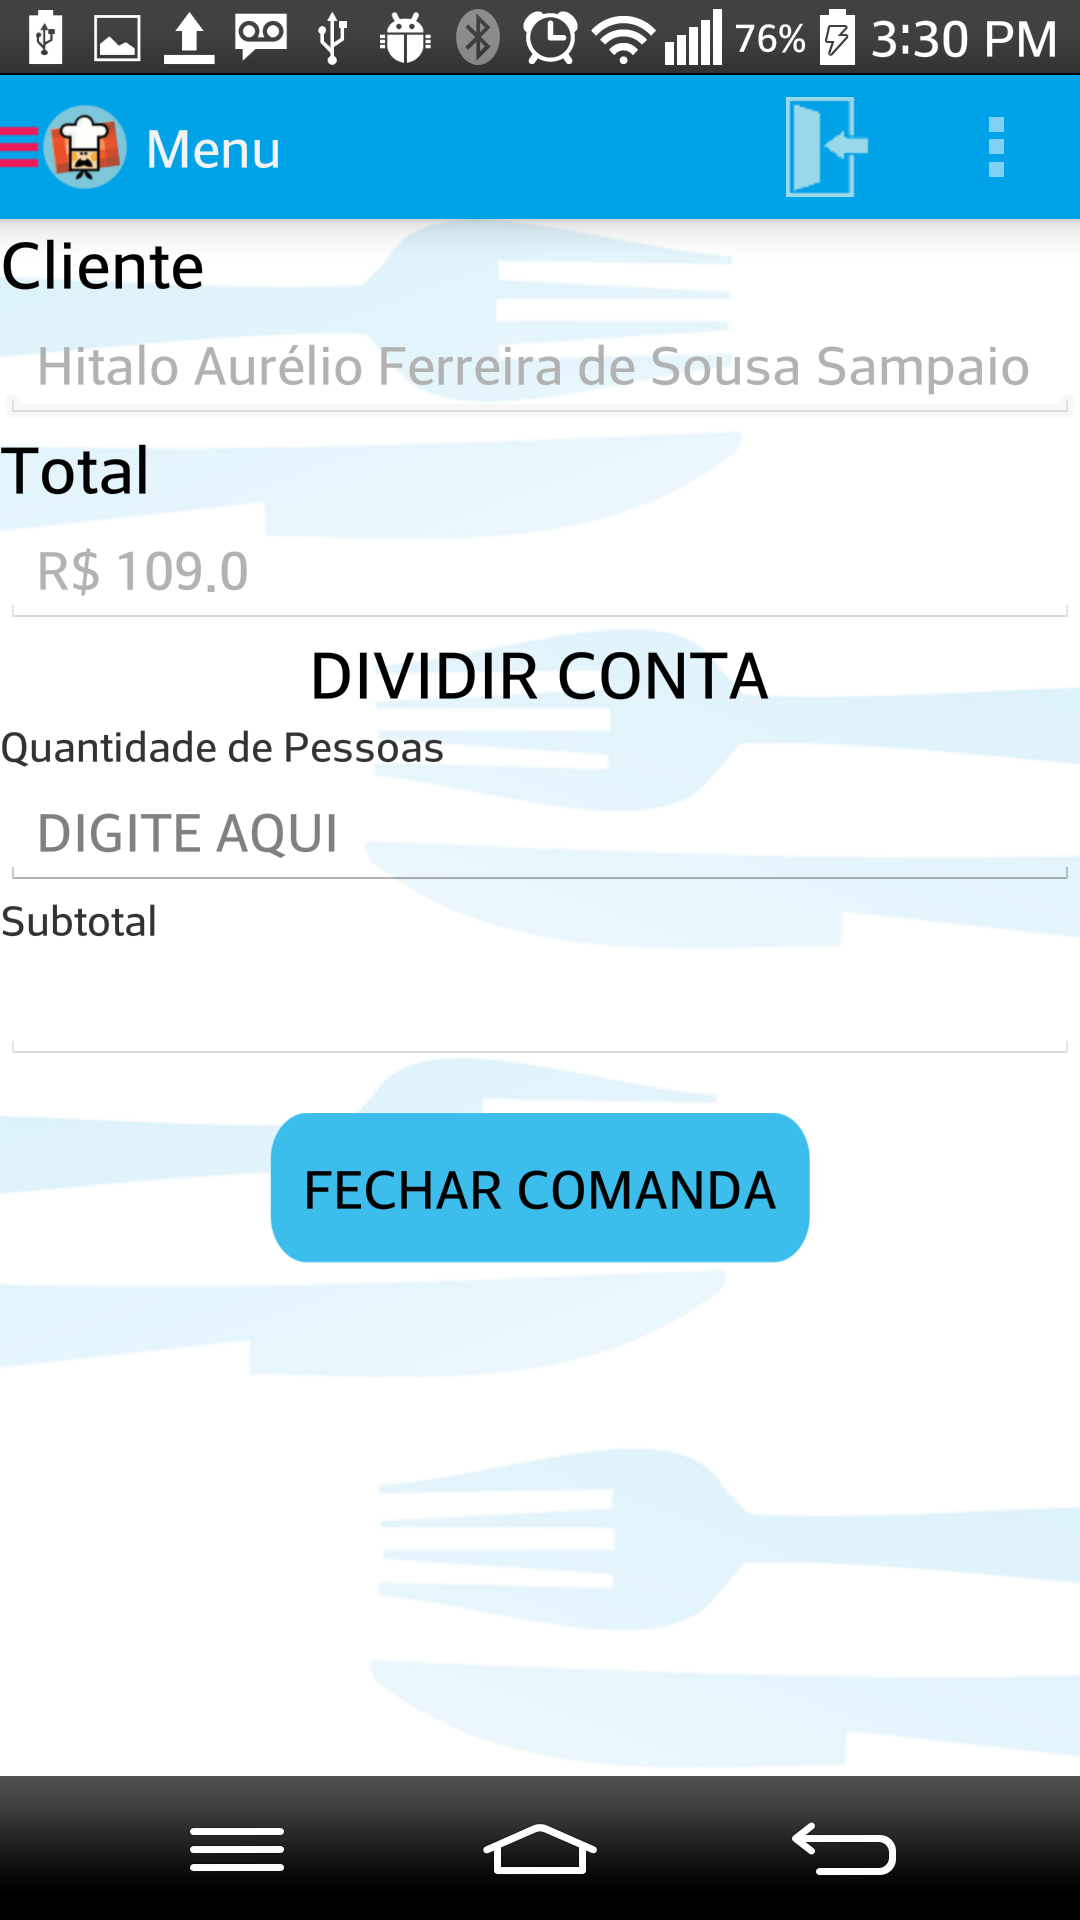 76% 3:30 PM
Menu
Cliente
Hitalo Aurélio Ferreira de Sousa Sampaio
Total
R$ 109.0
DIVIDIR CONTA
Quantidade de Pessoas
DIGITE AQUI
Subtotal
FECHAR COMANDA